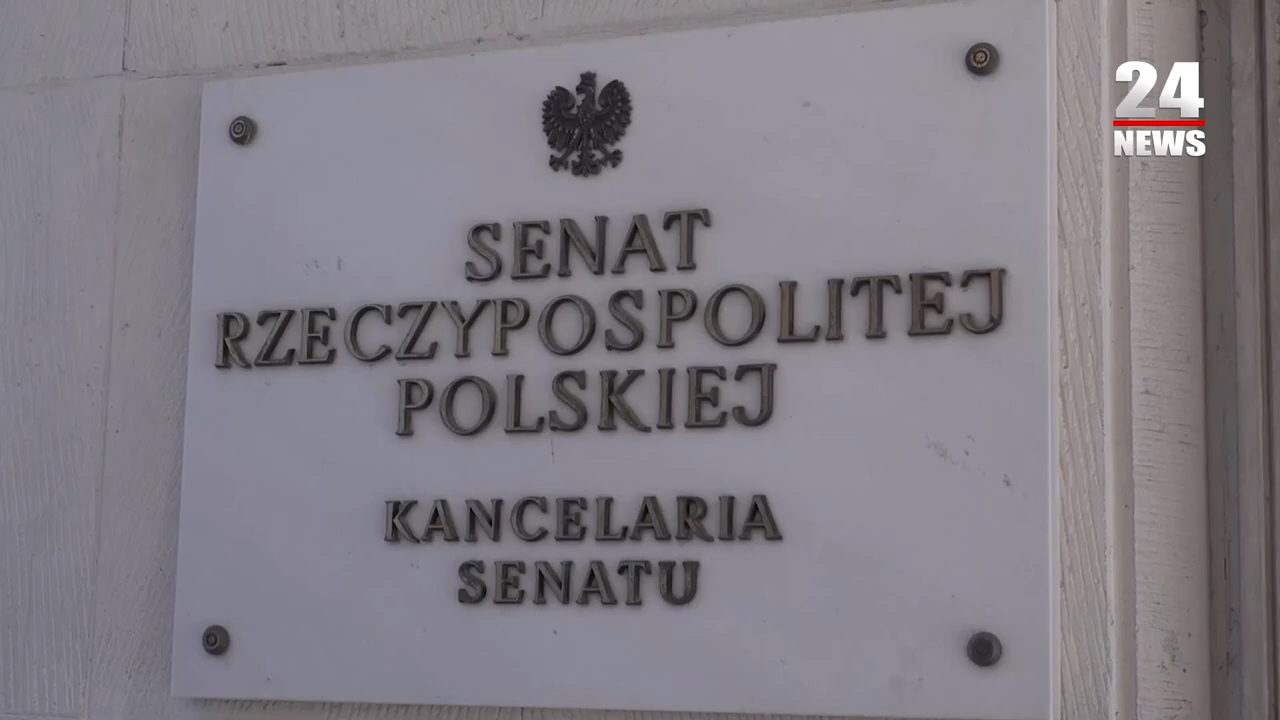 24
NEWS
SENAT
RZECZYPOSPOLITEJ
POLSKIEJ
KANCELARIA
SENATU